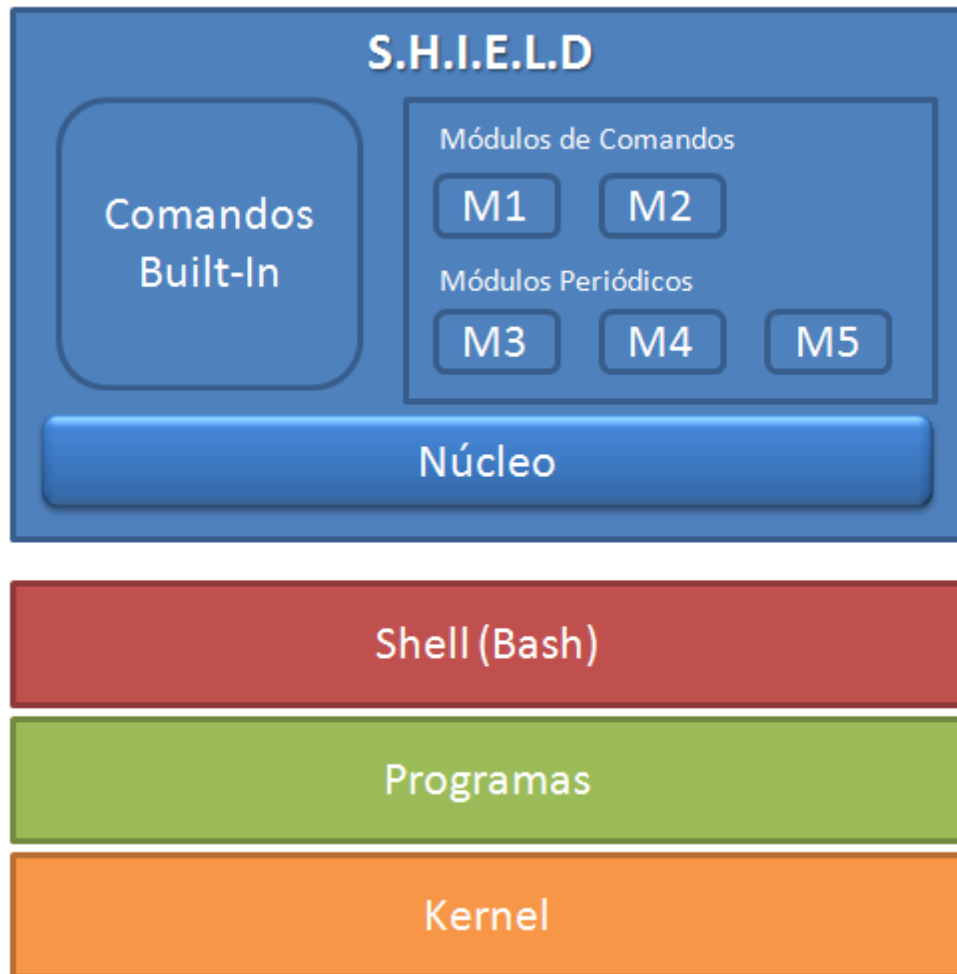 S.H.I.E.L.D
Comandos
Built-In
Módulos de Comandos
M1 M2
Módulos Periódicos
M3 M4 M5
Núcleo
Shell (Bash)
Programas
Kernel